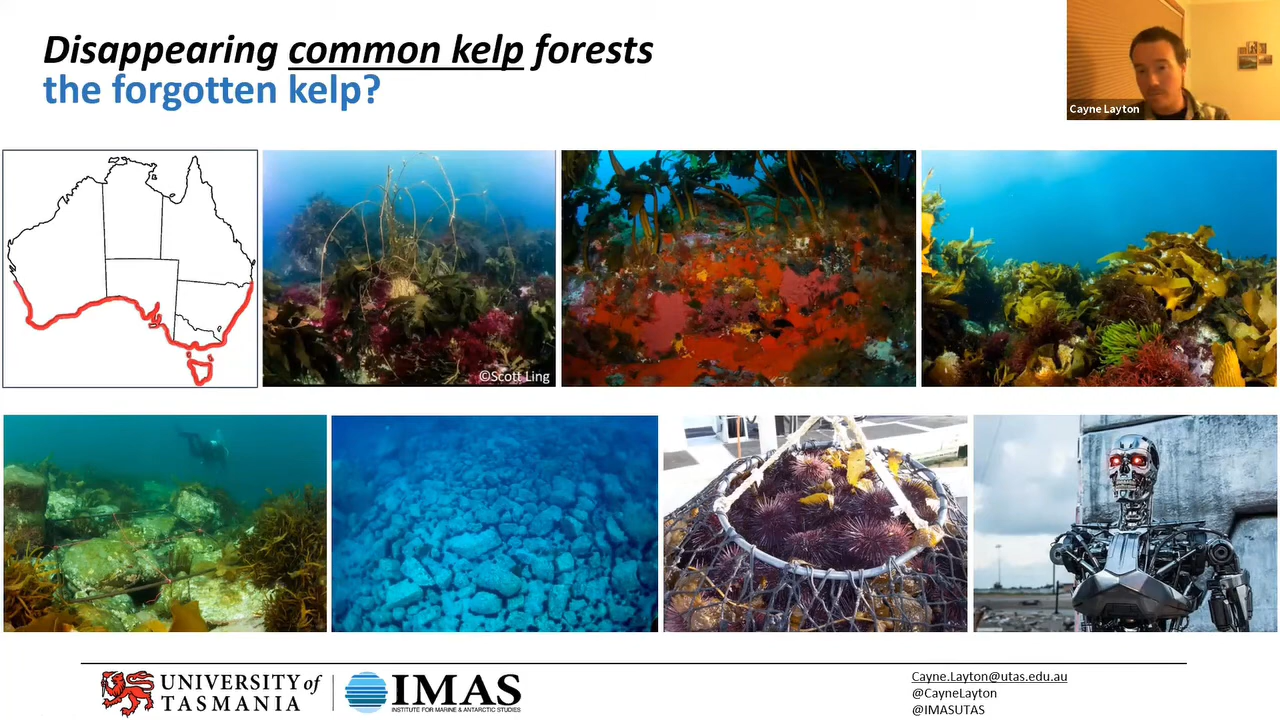 Disappearing common kelp forests
the forgotten kelp?
Cayne Layton
©Scott Ling
UNIVERSITY of
TASMANIA
IMAS
INSTITUTE FOR MARINE & ANTARCTIC STUDIES
Cayne.Layton@utas.edu.au
@CayneLayton
@IMASUTAS